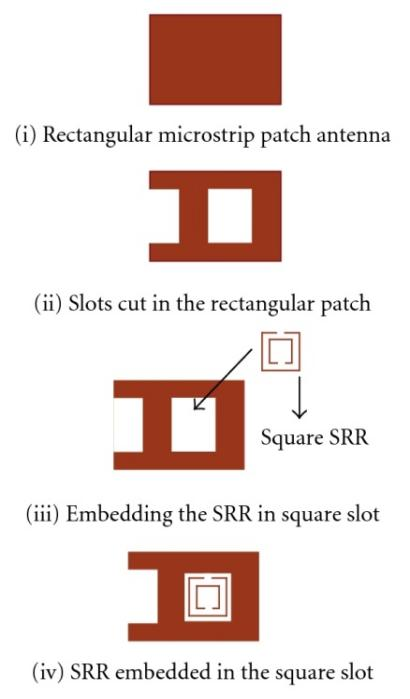 (i) Rectangular microstrip patch antenna
(ii) Slots cut in the rectangular patch
Square SRR
(iii) Embedding the SRR in square slot
(iv) SRR embedded in the square slot